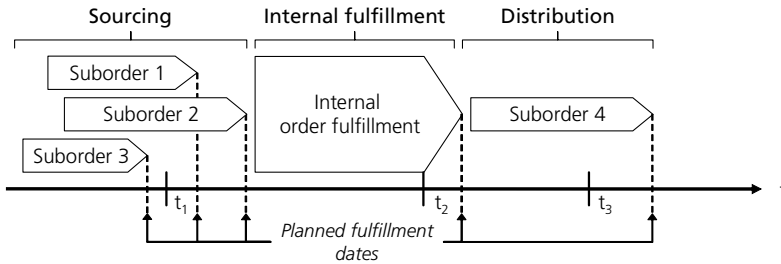 Sourcing
Internal fulfillment
Distribution
Suborder 1
Suborder 2
Suborder 3
Internal
order fulfillment
Suborder 4
t1
t2
t3
Planned fulfillment
dates